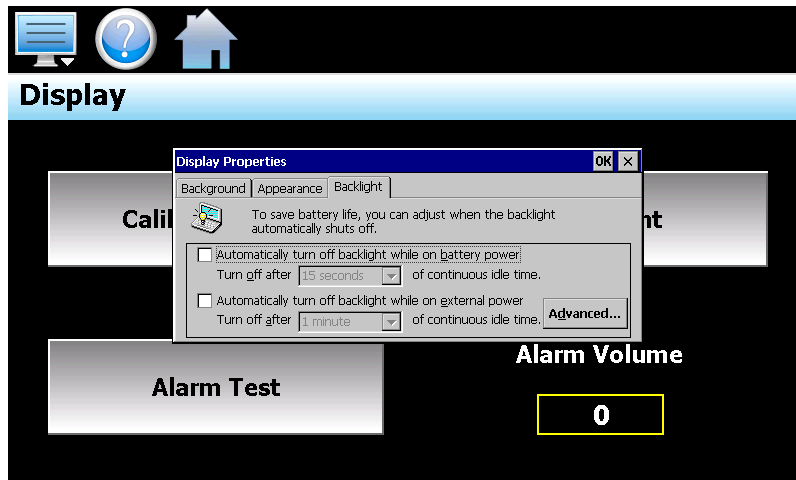 ?
Display
Display Properties OK ×
Background Appearance Backlight
To save battery life, you can adjust when the backlight
automatically shuts off.
Automatically turn off backlight while on battery power
Turn off after 15 seconds of continuous idle time.
Automatically turn off backlight while on external power
Turn off after 1 minute of continuous idle time.
Advanced...
Calil
nt
Alarm Test
Alarm Volume
0